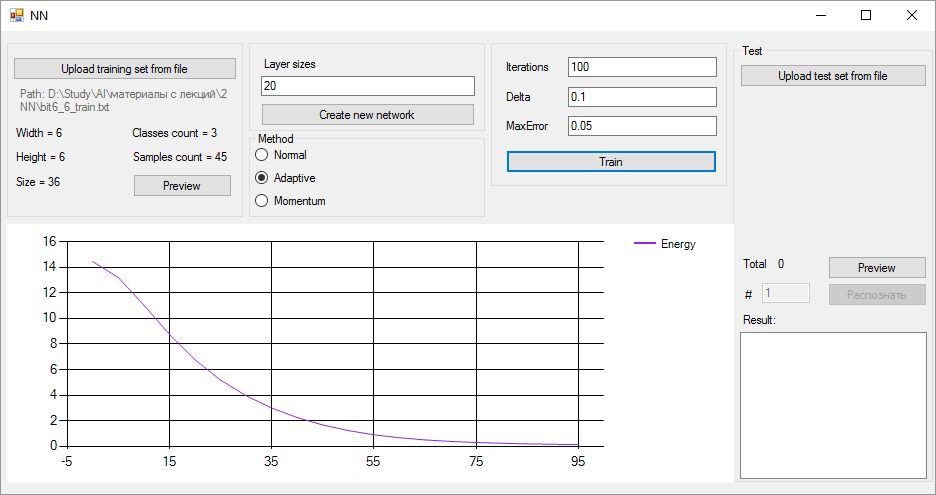 NN
Upload training set from file
Path: D:\Study\AI\материалы с лекций\2
NN\bit6_6_train.txt
Width = 6
Classes count = 3
Height = 6
Samples count = 45
Size = 36
Preview
Layer sizes
20
Create new network
Method
Normal
Adaptive
Momentum
Iterations
100
Delta
0.1
MaxError
0.05
Train
Test
Upload test set from file
Total 0
Preview
# 1
Распознать
Result:
Energy
16
14
12
10
8
6
4
2
0
-5 15 35 55 75 95